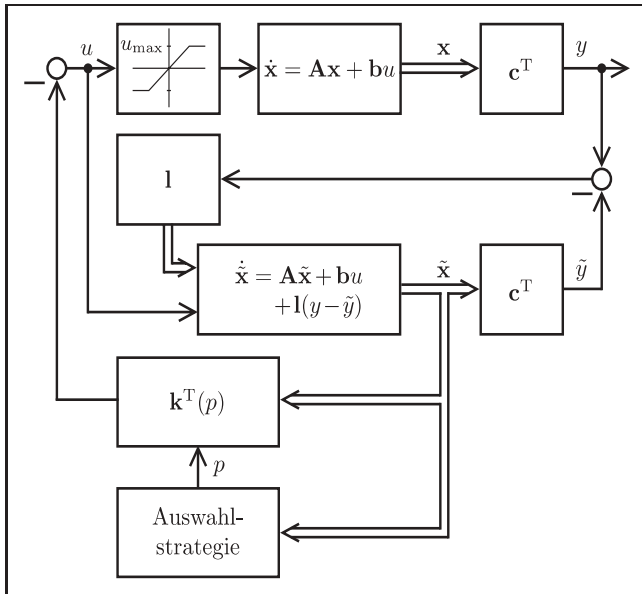 u
u_max
ẋ = Ax + bu
x
c^T
y
−
l
−
x̃̇ = Ax̃ + bu
+ l(y − ỹ)
x̃
c^T
ỹ
k^T(p)
p
Auswahl-
strategie